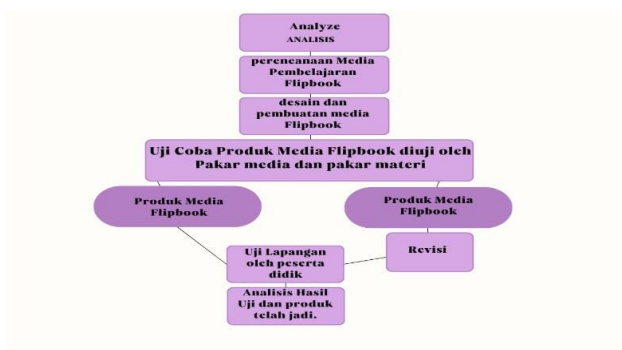 Analyze
ANALISIS
perencanaan Media
Pembelajaran
Flipbook
desain dan
pembuatan media
Flipbook
Uji Coba Produk Media Flipbook diuji oleh
Pakar media dan pakar materi
Produk Media
Flipbook
Produk Media
Flipbook
Revisi
Uji Lapangan
oleh peserta
didik
Analisis Hasil
Uji dan produk
telah jadi.